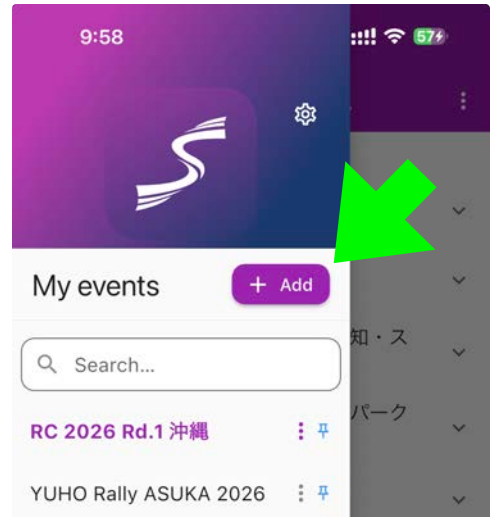 9:58
57
My events
+ Add
Search...
知・ス
RC 2026 Rd.1 沖縄
パーク
YUHO Rally ASUKA 2026